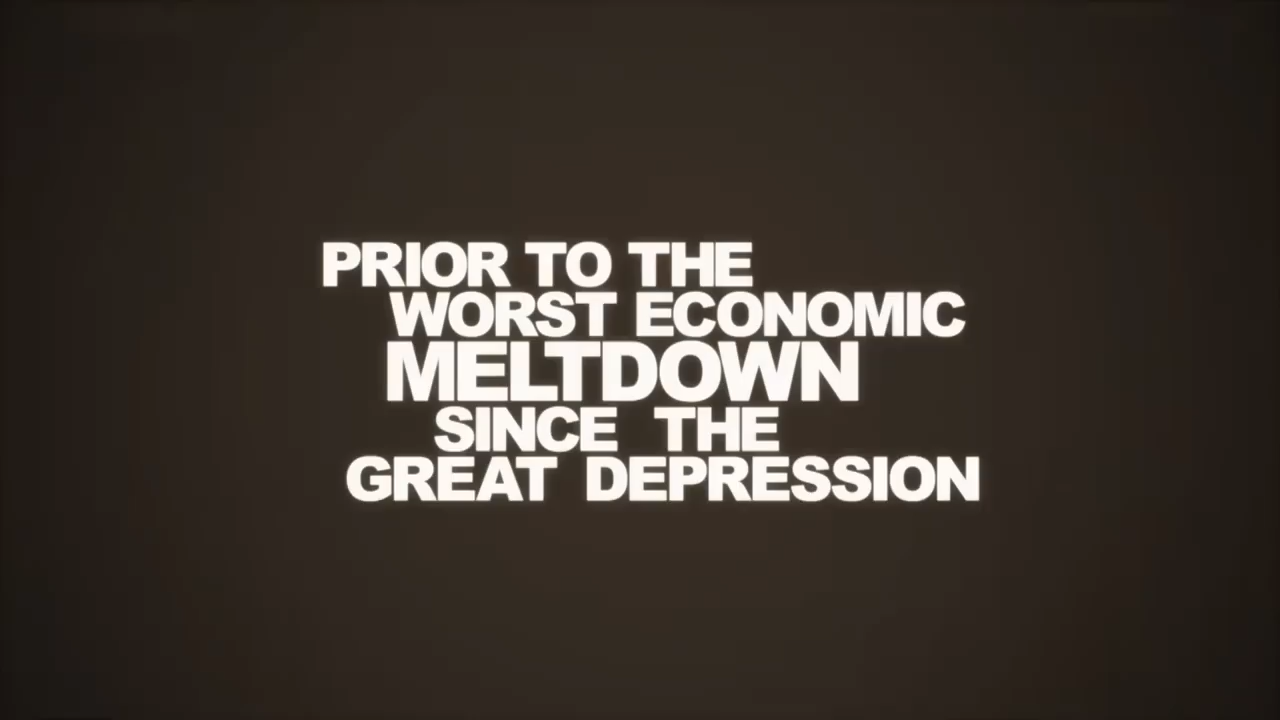 PRIOR TO THE
WORST ECONOMIC
MELTDOWN
SINCE THE
GREAT DEPRESSION